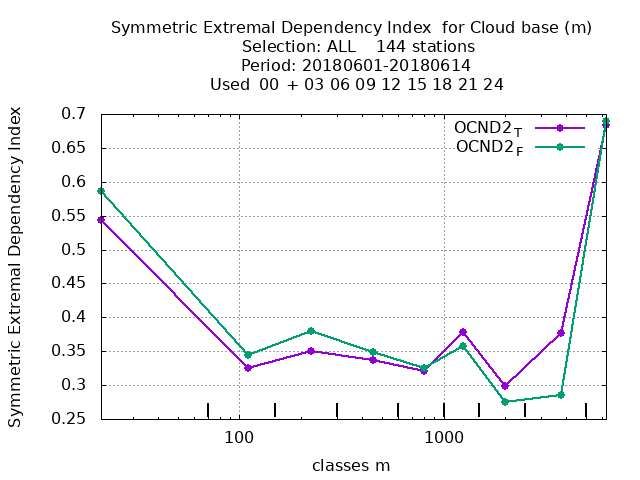 Symmetric Extremal Dependency Index  for Cloud base (m)
Selection: ALL    144 stations
Period: 20180601-20180614
Used  00 + 03 06 09 12 15 18 21 24
Symmetric Extremal Dependency Index
0.7
0.65
0.6
0.55
0.5
0.45
0.4
0.35
0.3
0.25
OCND2T
OCND2F
100
1000
classes m